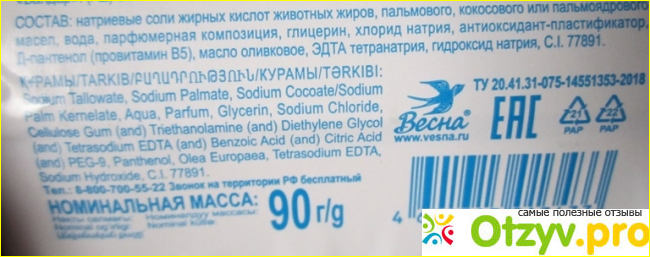 СОСТАВ: натриевые соли жирных кислот животных жиров, пальмового, кокосового или пальмоядрового
масел, вода, парфюмерная композиция, глицерин, хлорид натрия, антиоксидант-пластификатор,
Д-пантенол (провитамин В5), масло оливковое, ЭДТА тетранатрия, гидроксид натрия, C.I. 77891.
ҚҰРАМЫ/TARKIB/ԲԱՂԱԴՐՈՒԹՅՈՒՆ/КУРАМЫ/TƏRKIBI:
Sodium Tallowate, Sodium Palmate, Sodium Cocoate/Sodium
Palm Kernelate, Aqua, Parfum, Glycerin, Sodium Chloride,
Cellulose Gum (and) Triethanolamine (and) Diethylene Glycol
(and) Tetrasodium EDTA (and) Benzoic Acid (and) Citric Acid
(and) PEG-9, Panthenol, Olea Europaea, Tetrasodium EDTA,
Sodium Hydroxide, C.I. 77891.
Тел.: 8-800-700-55-22 Звонок на территории РФ бесплатный
НОМИНАЛЬНАЯ МАССА: 90 г/g
Весна®
www.vesna.ru
ТУ 20.41.31-075-14551353-2018
EAC
21
PAP
22
PAP
4
самые полезные отзывы
Otzyv.pro